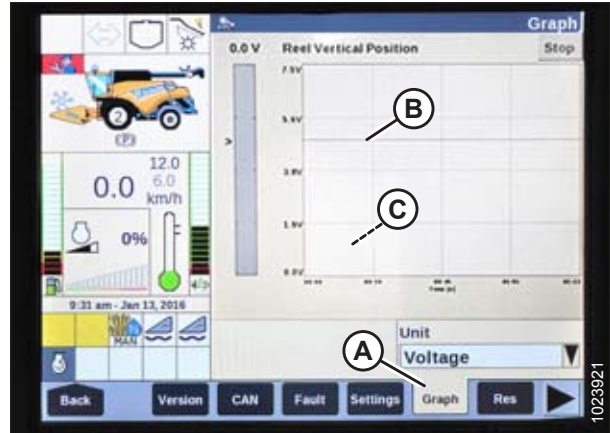 Graph
0.0 V
Reel Vertical Position
Stop
7.5V
B
5.6V
2
(P)
3.8V
12.0
6.0
0.0
km/h
C
1.9V
0%
0.0V
Time [s]
9:31 am - Jan 13, 2016
MAN
A
Unit
Voltage
Back
Version
CAN
Fault
Settings
Graph
Res
1023921